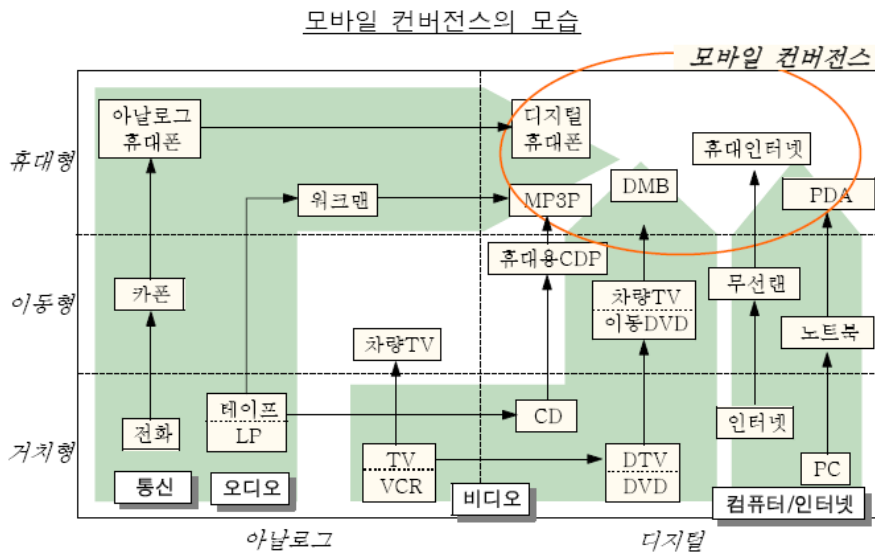 모바일 컨버전스의 모습
모바일 컨버전스
휴대형
아날로그
휴대폰
디지털
휴대폰
휴대인터넷
워크맨
MP3P
DMB
PDA
이동형
카폰
휴대용CDP
차량TV
이동DVD
무선랜
차량TV
노트북
거치형
전화
테이프
LP
CD
인터넷
TV
VCR
DTV
DVD
PC
통신
오디오
비디오
컴퓨터/인터넷
아날로그
디지털